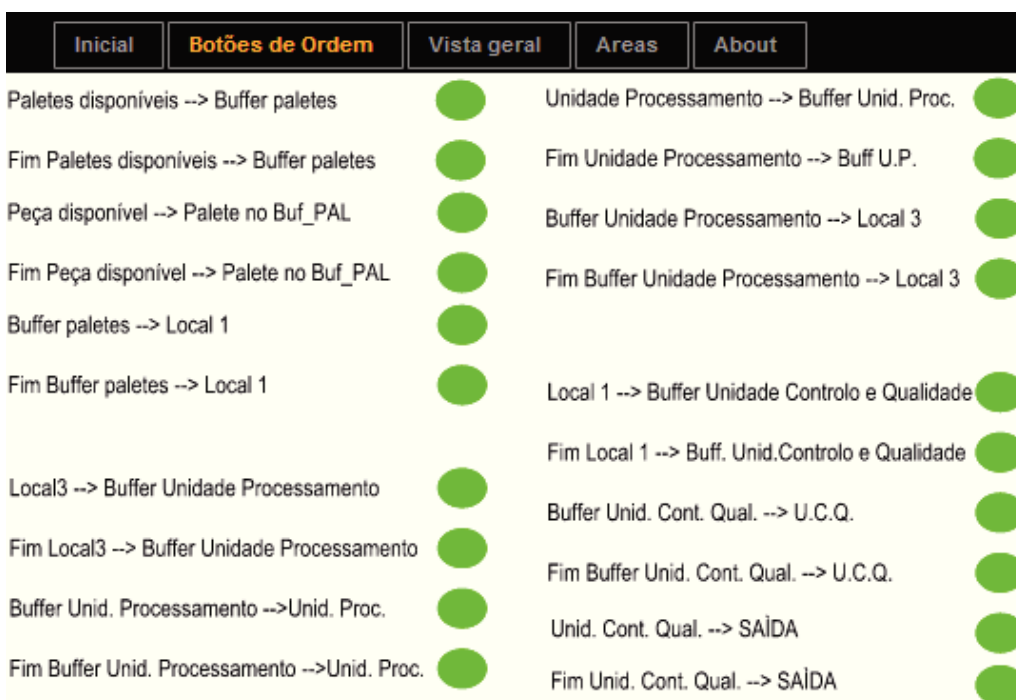 Inicial Botões de Ordem Vista geral Areas About
Paletes disponíveis --> Buffer paletes
Fim Paletes disponíveis --> Buffer paletes
Peça disponível --> Palete no Buf_PAL
Fim Peça disponível --> Palete no Buf_PAL
Buffer paletes --> Local 1
Fim Buffer paletes --> Local 1
Local3 --> Buffer Unidade Processamento
Fim Local3 --> Buffer Unidade Processamento
Buffer Unid. Processamento -->Unid. Proc.
Fim Buffer Unid. Processamento -->Unid. Proc.
Unidade Processamento --> Buffer Unid. Proc.
Fim Unidade Processamento --> Buff U.P.
Buffer Unidade Processamento --> Local 3
Fim Buffer Unidade Processamento --> Local 3
Local 1 --> Buffer Unidade Controlo e Qualidade
Fim Local 1 --> Buff. Unid.Controlo e Qualidade
Buffer Unid. Cont. Qual. --> U.C.Q.
Fim Buffer Unid. Cont. Qual. --> U.C.Q.
Unid. Cont. Qual. --> SAÌDA
Fim Unid. Cont. Qual. --> SAÌDA